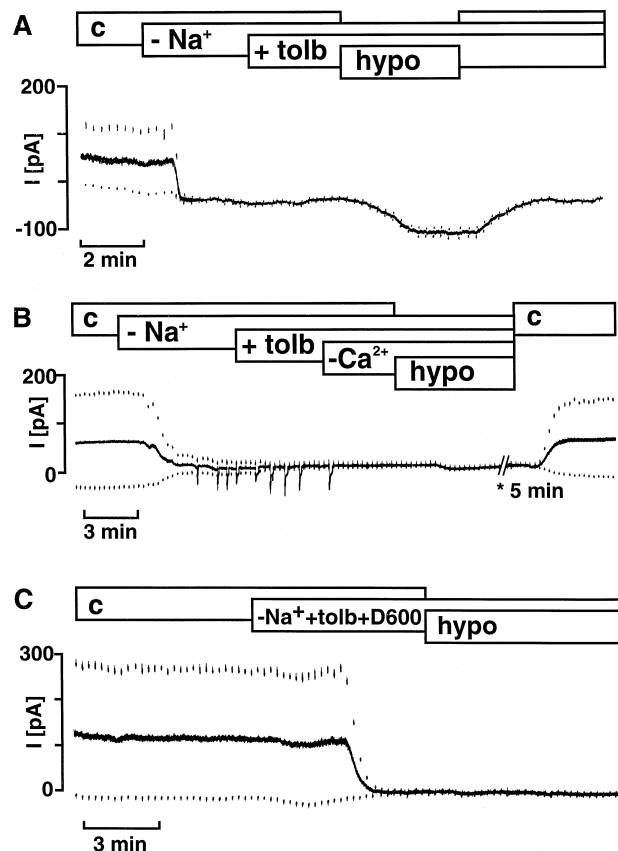 A
c
- Na+
+ tolb
hypo
200
I [pA]
-100
2 min
B
c
c
- Na+
+ tolb
-Ca2+
hypo
200
I [pA]
0
* 5 min
3 min
C
c
-Na++tolb+D600
hypo
300
I [pA]
0
3 min